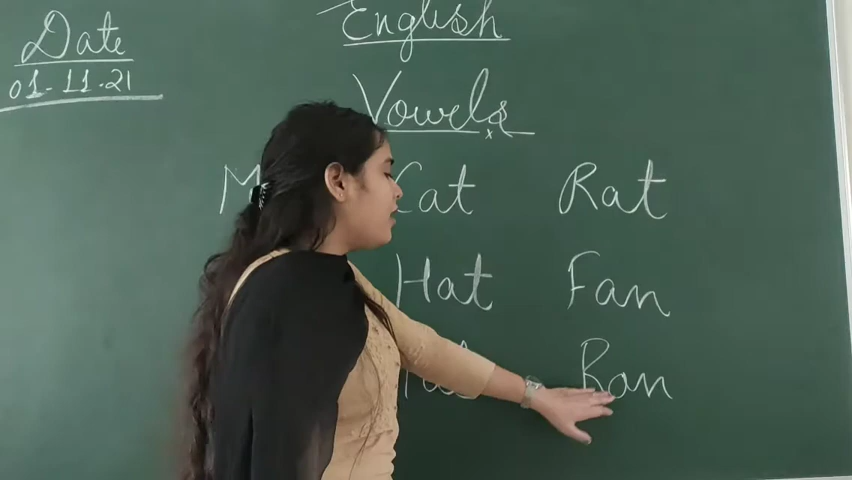 Date
01-11-21
English
Vowels
Cat Rat
Hat Fan
Ran